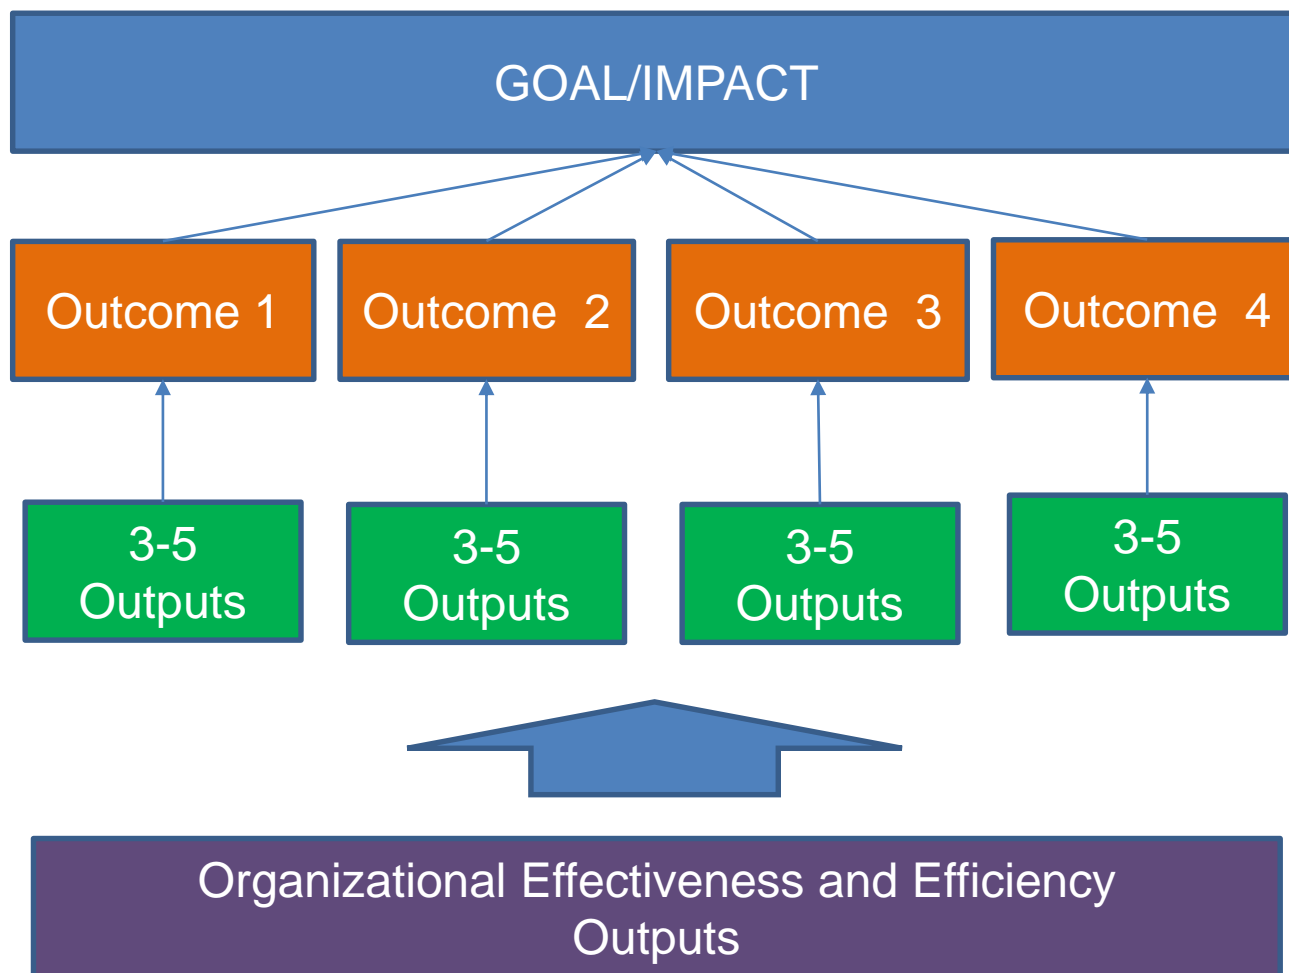 GOAL/IMPACT
Outcome 1
Outcome  2
Outcome  3
Outcome  4
3-5
Outputs
3-5
Outputs
3-5
Outputs
3-5
Outputs
Organizational Effectiveness and Efficiency
Outputs